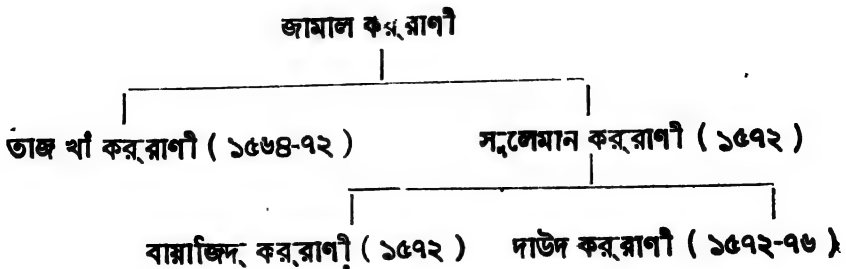 জামাল কর্‌রাণী
তাজ খাঁ কর্‌রাণী ( ১৫৬৪-৭২ ) সুলেমান কর্‌রাণী ( ১৫৭২ )
বায়াজিদ্‌ কর্‌রাণী ( ১৫৭২ ) দাউদ কর্‌রাণী ( ১৫৭২-৭৬ )